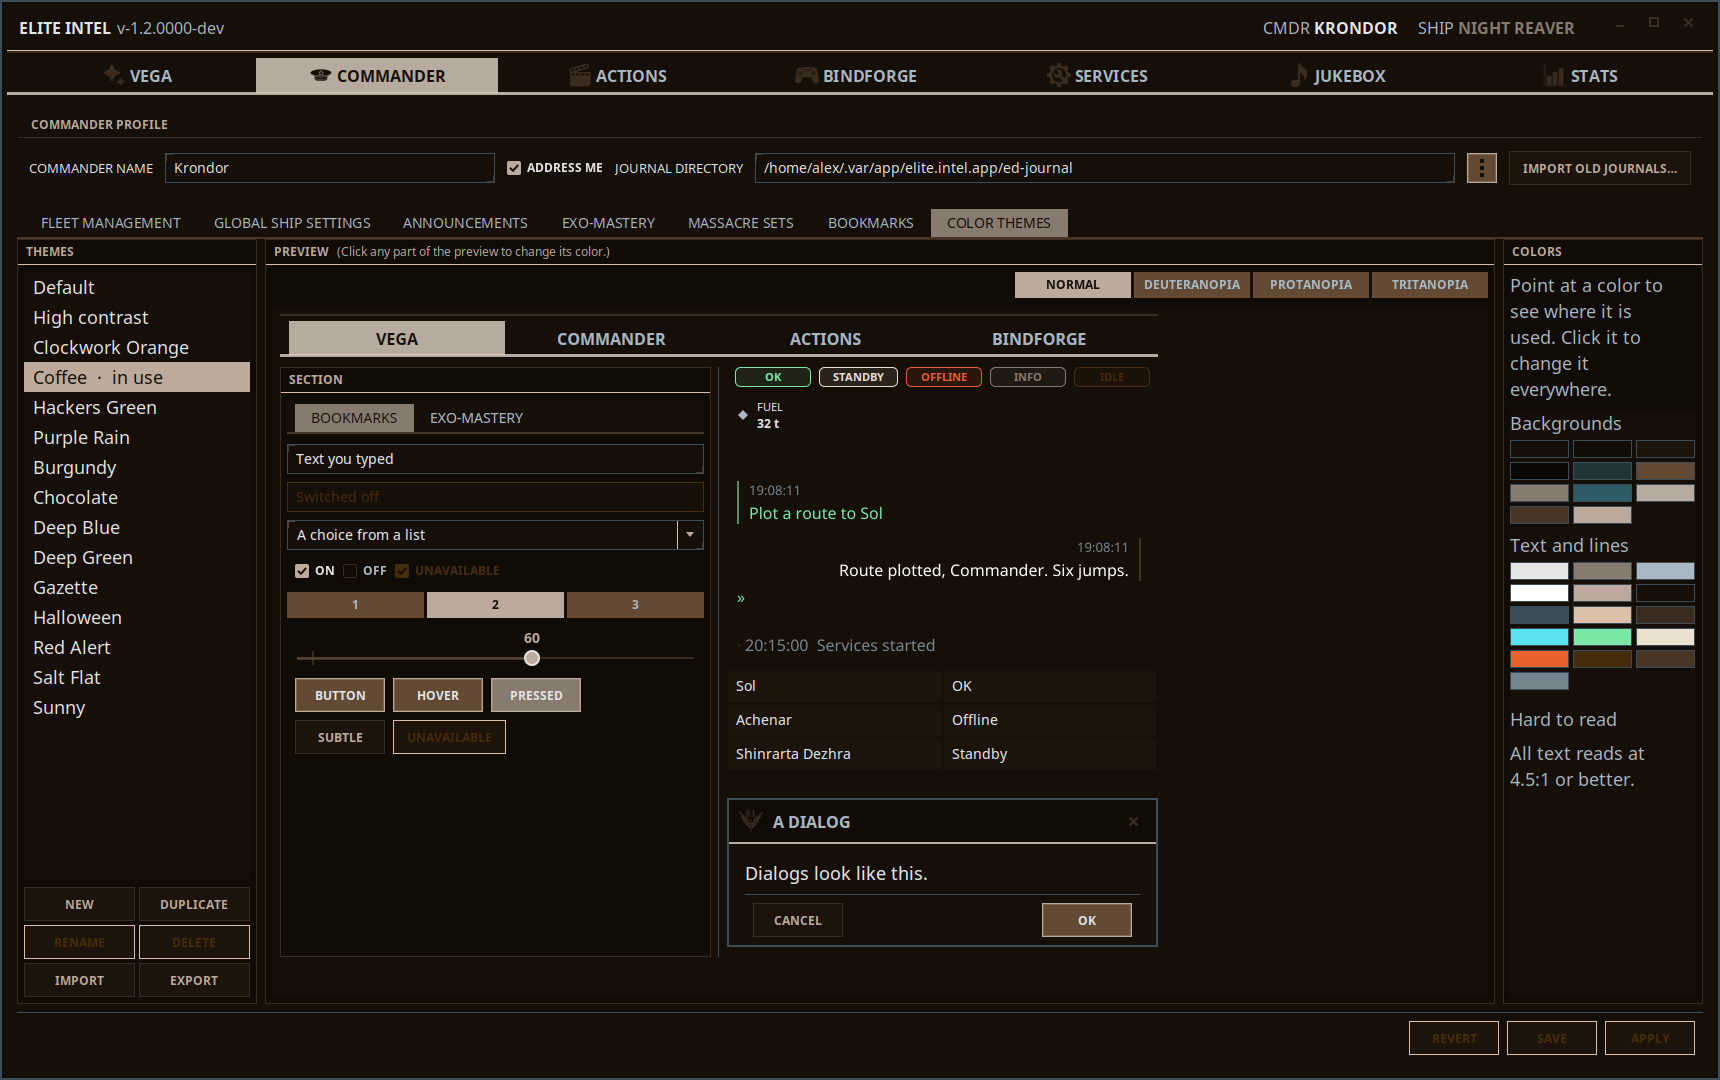 ELITE INTEL v-1.2.0000-dev
CMDR KRONDOR SHIP NIGHT REAVER
VEGA COMMANDER ACTIONS BINDFORGE SERVICES JUKEBOX STATS
COMMANDER PROFILE
COMMANDER NAME Krondor ADDRESS ME JOURNAL DIRECTORY /home/alex/.var/app/elite.intel.app/ed-journal IMPORT OLD JOURNALS...
FLEET MANAGEMENT GLOBAL SHIP SETTINGS ANNOUNCEMENTS EXO-MASTERY MASSACRE SETS BOOKMARKS COLOR THEMES
THEMES
Default
High contrast
Clockwork Orange
Coffee · in use
Hackers Green
Purple Rain
Burgundy
Chocolate
Deep Blue
Deep Green
Gazette
Halloween
Red Alert
Salt Flat
Sunny
NEW DUPLICATE
RENAME DELETE
IMPORT EXPORT
PREVIEW (Click any part of the preview to change its color.)
NORMAL DEUTERANOPIA PROTANOPIA TRITANOPIA
VEGA COMMANDER ACTIONS BINDFORGE
SECTION
BOOKMARKS EXO-MASTERY
Text you typed
Switched off
A choice from a list
ON OFF UNAVAILABLE
1 2 3
60
BUTTON HOVER PRESSED
SUBTLE UNAVAILABLE
OK STANDBY OFFLINE INFO IDLE
FUEL
32 t
19:08:11
Plot a route to Sol
19:08:11
Route plotted, Commander. Six jumps.
»
· 20:15:00 Services started
Sol OK
Achenar Offline
Shinrarta Dezhra Standby
A DIALOG
Dialogs look like this.
CANCEL OK
COLORS
Point at a color to
see where it is
used. Click it to
change it
everywhere.
Backgrounds
Text and lines
Hard to read
All text reads at
4.5:1 or better.
REVERT SAVE APPLY